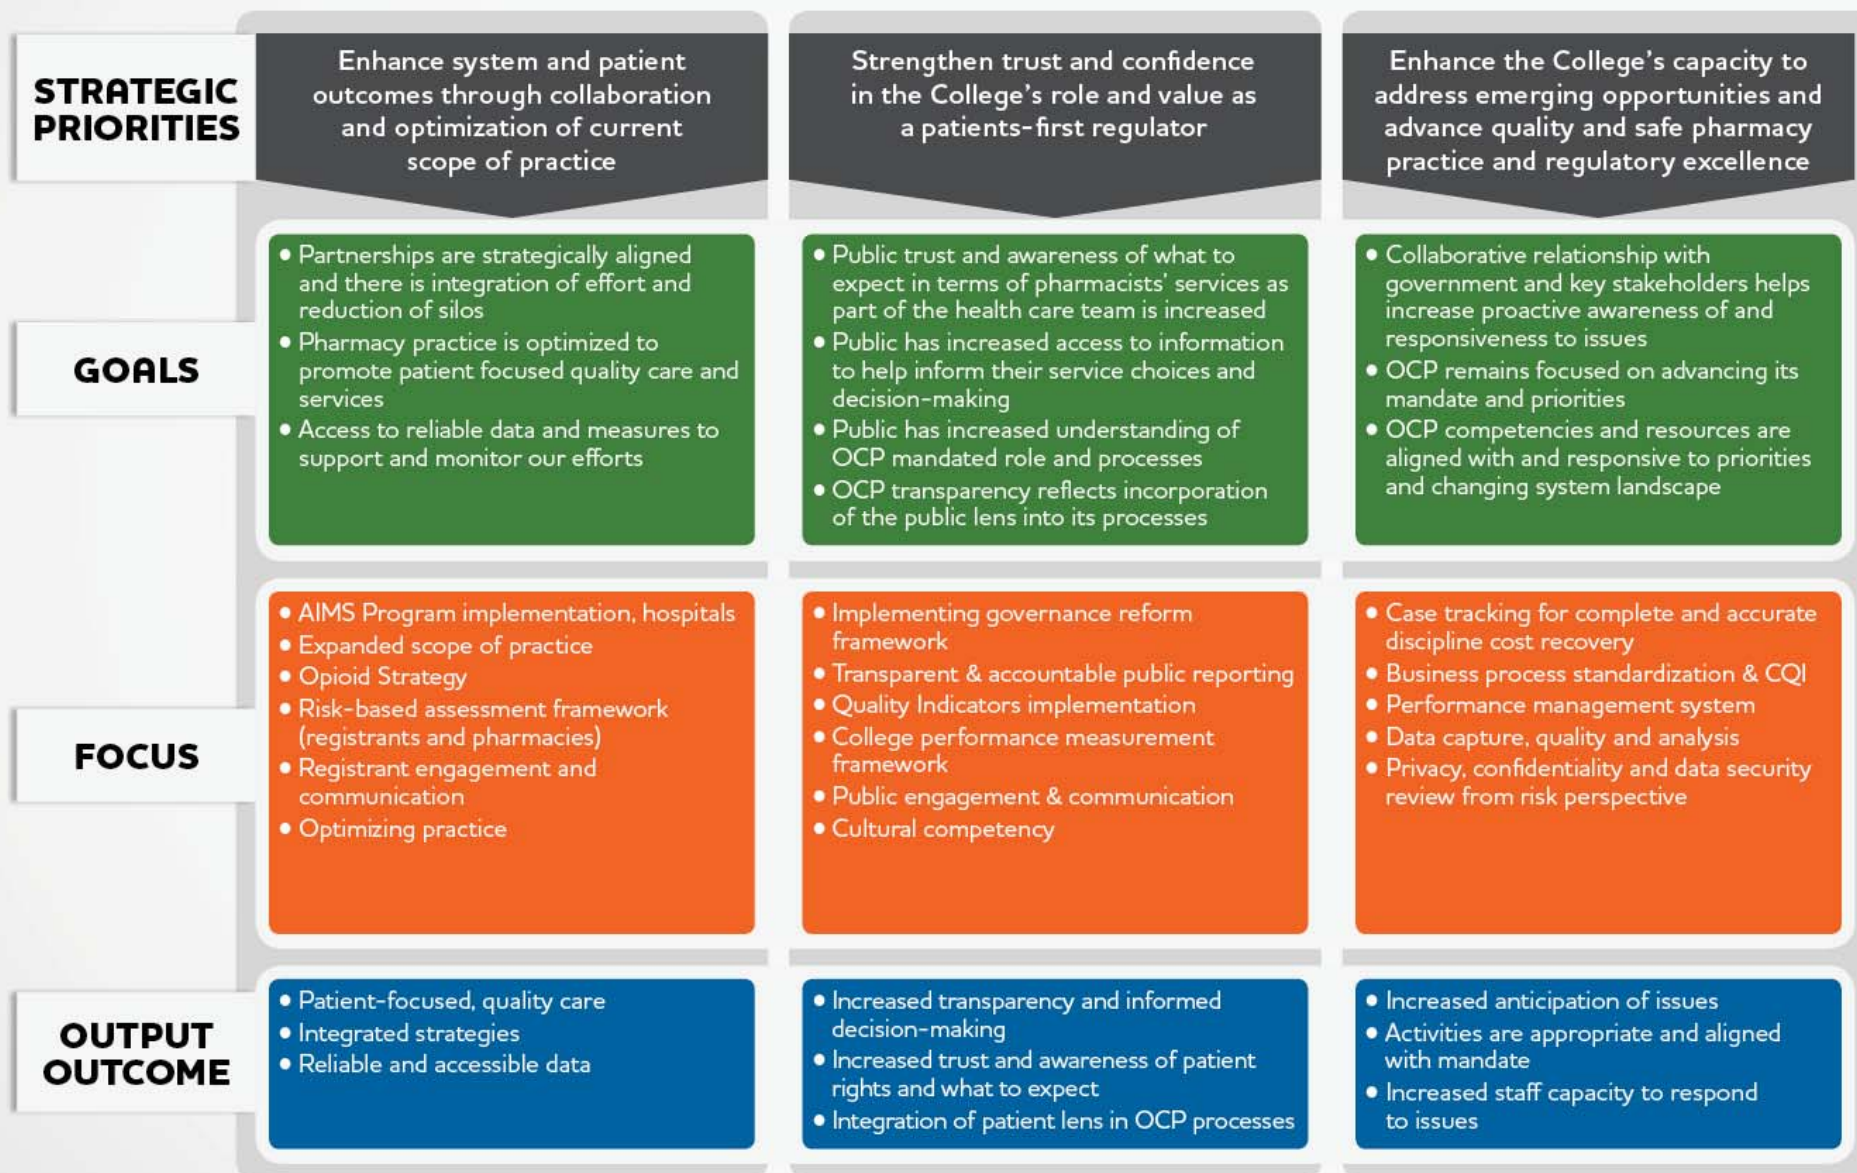 STRATEGIC
PRIORITIES
Enhance system and patient
outcomes through collaboration
and optimization of current
scope of practice
Strengthen trust and confidence
in the College's role and value as
a patients-first regulator
Enhance the College's capacity to
address emerging opportunities and
advance quality and safe pharmacy
practice and regulatory excellence
GOALS
• Partnerships are strategically aligned
and there is integration of effort and
reduction of silos
• Pharmacy practice is optimized to
promote patient focused quality care and
services
• Access to reliable data and measures to
support and monitor our efforts
• Public trust and awareness of what to
expect in terms of pharmacists' services as
part of the health care team is increased
• Public has increased access to information
to help inform their service choices and
decision-making
• Public has increased understanding of
OCP mandated role and processes
• OCP transparency reflects incorporation
of the public lens into its processes
• Collaborative relationship with
government and key stakeholders helps
increase proactive awareness of and
responsiveness to issues
• OCP remains focused on advancing its
mandate and priorities
• OCP competencies and resources are
aligned with and responsive to priorities
and changing system landscape
FOCUS
• AIMS Program implementation, hospitals
• Expanded scope of practice
• Opioid Strategy
• Risk-based assessment framework
(registrants and pharmacies)
• Registrant engagement and
communication
• Optimizing practice
• Implementing governance reform
framework
• Transparent & accountable public reporting
• Quality Indicators implementation
• College performance measurement
framework
• Public engagement & communication
• Cultural competency
• Case tracking for complete and accurate
discipline cost recovery
• Business process standardization & CQI
• Performance management system
• Data capture, quality and analysis
• Privacy, confidentiality and data security
review from risk perspective
OUTPUT
OUTCOME
• Patient-focused, quality care
• Integrated strategies
• Reliable and accessible data
• Increased transparency and informed
decision-making
• Increased trust and awareness of patient
rights and what to expect
• Integration of patient lens in OCP processes
• Increased anticipation of issues
• Activities are appropriate and aligned
with mandate
• Increased staff capacity to respond
to issues